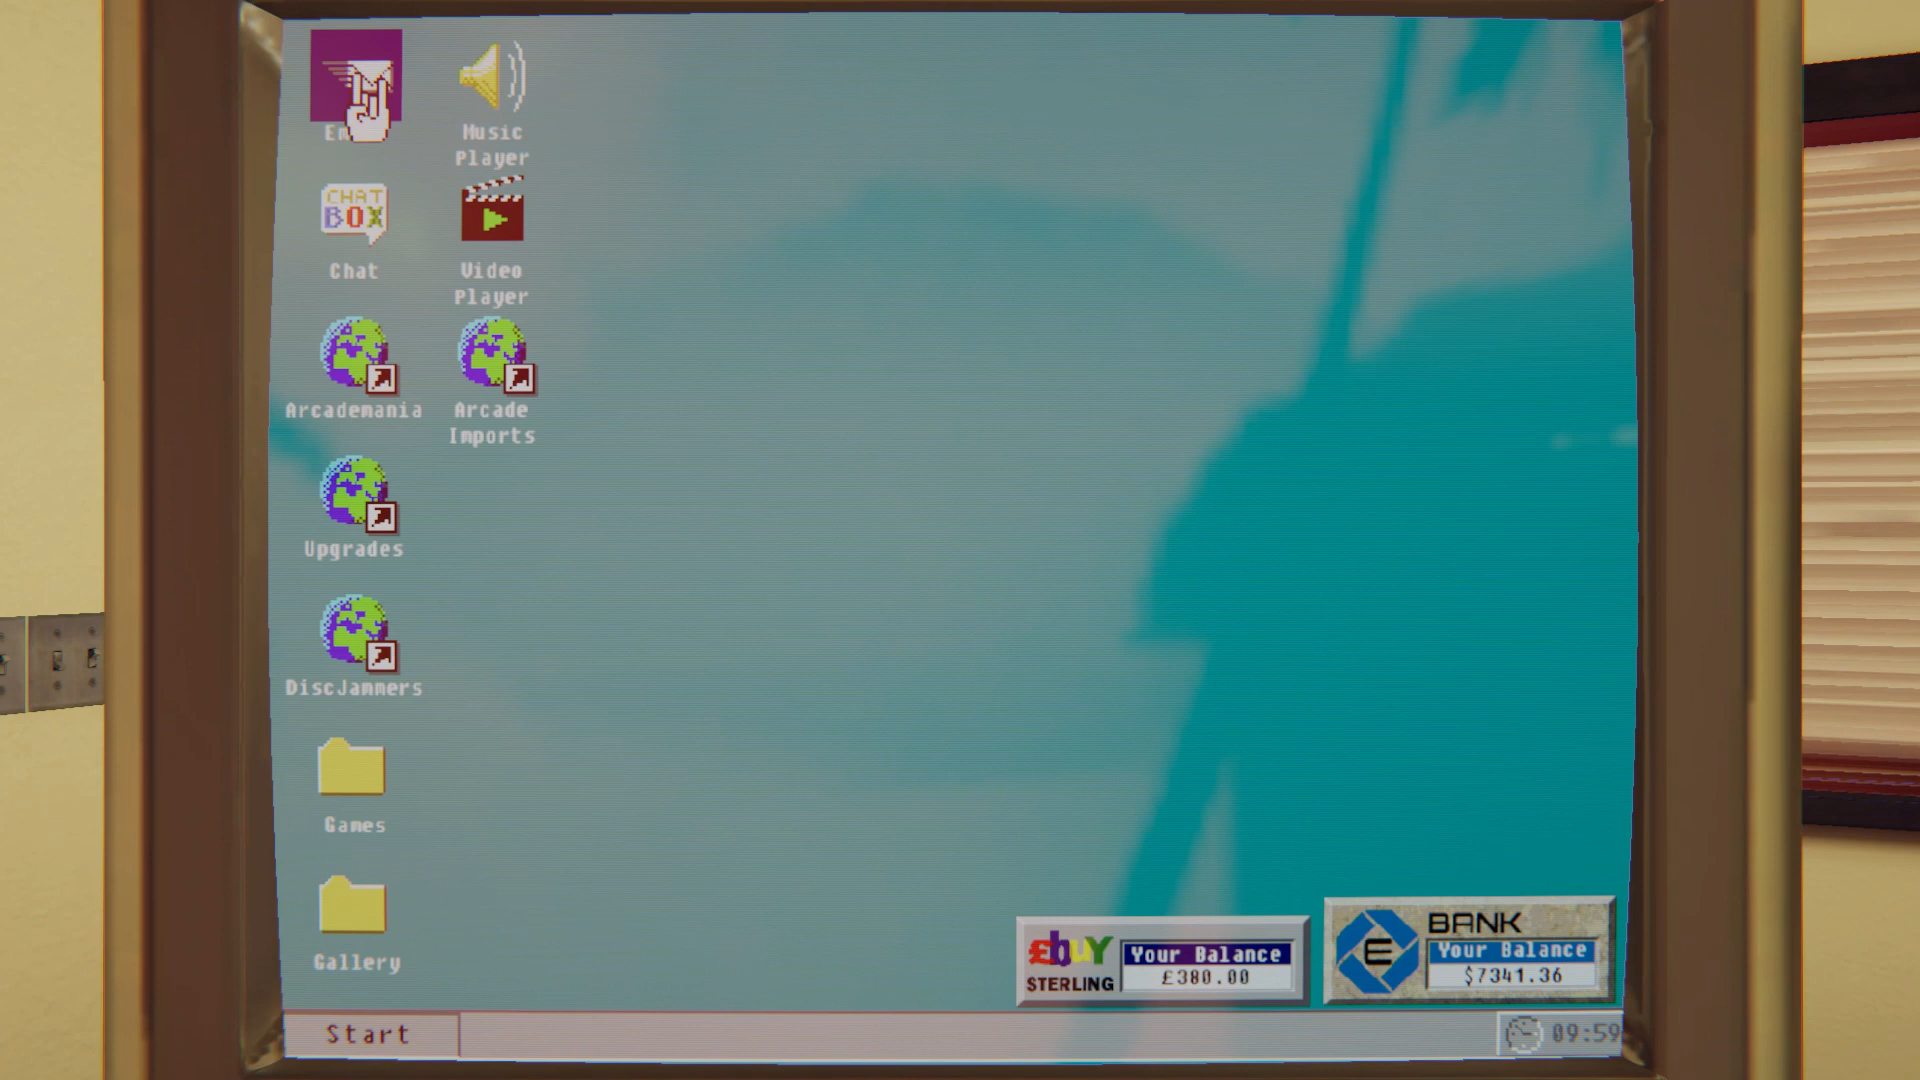 Music
Player
CHAT
BOX
Chat
Video
Player
Arcademania
Arcade
Imports
Upgrades
DiscJammers
Games
Gallery
£buY
STERLING
Your Balance
£380.00
E
BANK
Your Balance
$7341.36
Start
09:59